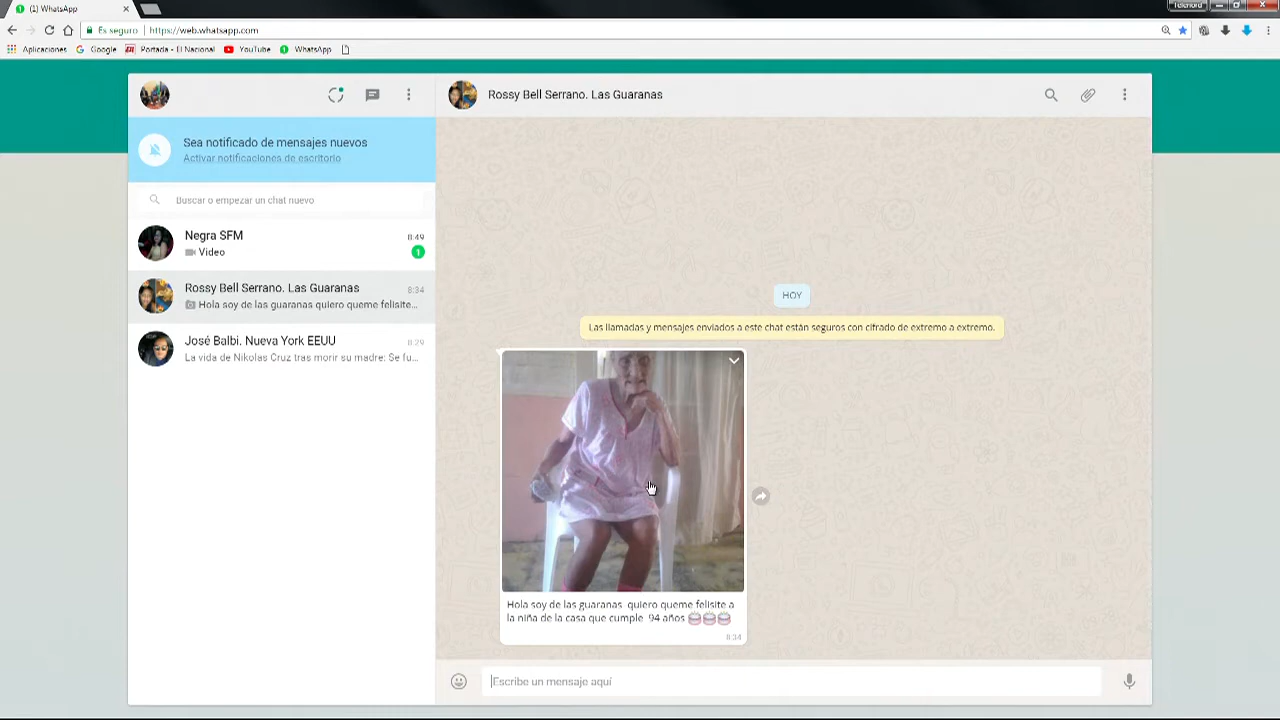 (1) WhatsApp
Telenord
Es seguro
https://web.whatsapp.com
Aplicaciones
Google
Portada - El Nacional
YouTube
WhatsApp
Rossy Bell Serrano. Las Guaranas
Sea notificado de mensajes nuevos
Activar notificaciones de escritorio
Buscar o empezar un chat nuevo
Negra SFM
8:49
Video
1
Rossy Bell Serrano. Las Guaranas
8:34
Hola soy de las guaranas quiero queme felisite...
José Balbi. Nueva York EEUU
8:29
La vida de Nikolas Cruz tras morir su madre: Se fu...
HOY
Las llamadas y mensajes enviados a este chat están seguros con cifrado de extremo a extremo.
Hola soy de las guaranas quiero queme felisite a
la niña de la casa que cumple 94 años
8:34
Escribe un mensaje aquí